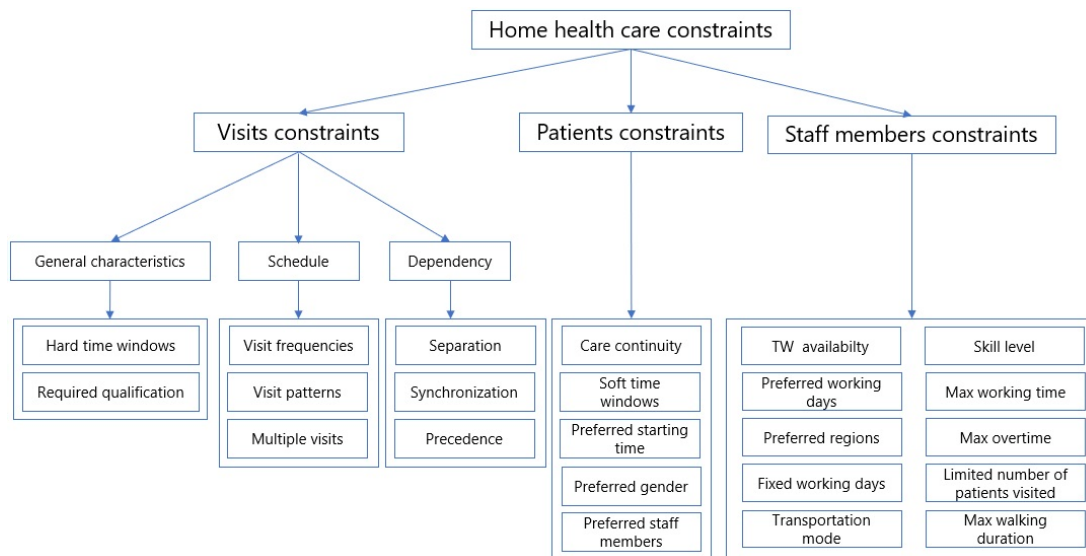 Home health care constraints
Visits constraints
Patients constraints
Staff members constraints
General characteristics
Schedule
Dependency
Hard time windows
Required qualification
Visit frequencies
Visit patterns
Multiple visits
Separation
Synchronization
Precedence
Care continuity
Soft time
windows
Preferred starting
time
Preferred gender
Preferred staff
members
TW availabilty
Preferred working
days
Preferred regions
Fixed working days
Transportation
mode
Skill level
Max working time
Max overtime
Limited number of
patients visited
Max walking
duration